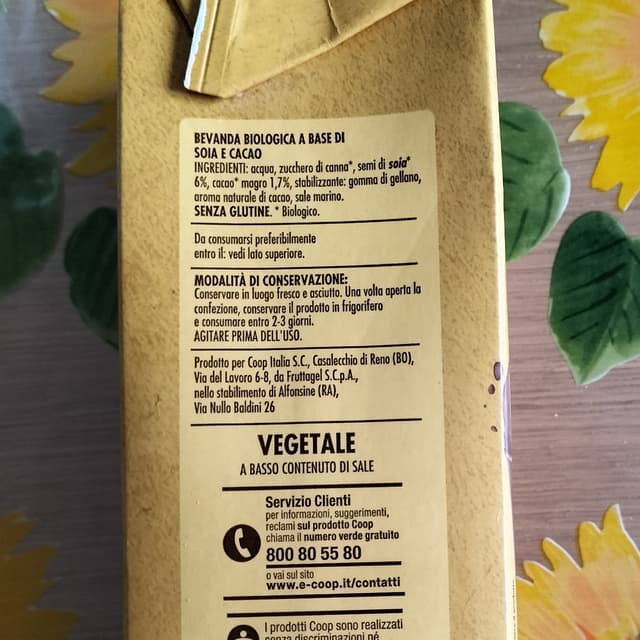 BEVANDA BIOLOGICA A BASE DI
SOIA E CACAO
INGREDIENTI: acqua, zucchero di canna*, semi di soia*
6%, cacao* magro 1,7%, stabilizzante: gomma di gellano,
aroma naturale di cacao, sale marino.
SENZA GLUTINE. * Biologico.
Da consumarsi preferibilmente
entro il: vedi lato superiore.
MODALITÀ DI CONSERVAZIONE:
Conservare in luogo fresco e asciutto. Una volta aperta la
confezione, conservare il prodotto in frigorifero
e consumare entro 2-3 giorni.
AGITARE PRIMA DELL'USO.
Prodotto per Coop Italia S.C., Casalecchio di Reno (BO),
Via del Lavoro 6-8, da Fruttagel S.C.p.A.,
nello stabilimento di Alfonsine (RA),
Via Nullo Baldini 26
VEGETALE
A BASSO CONTENUTO DI SALE
Servizio Clienti
per informazioni, suggerimenti,
reclami sul prodotto Coop
chiama il numero verde gratuito
800 80 55 80
o vai sul sito
www.e-coop.it/contatti
I prodotti Coop sono realizzati
senza discriminazioni né